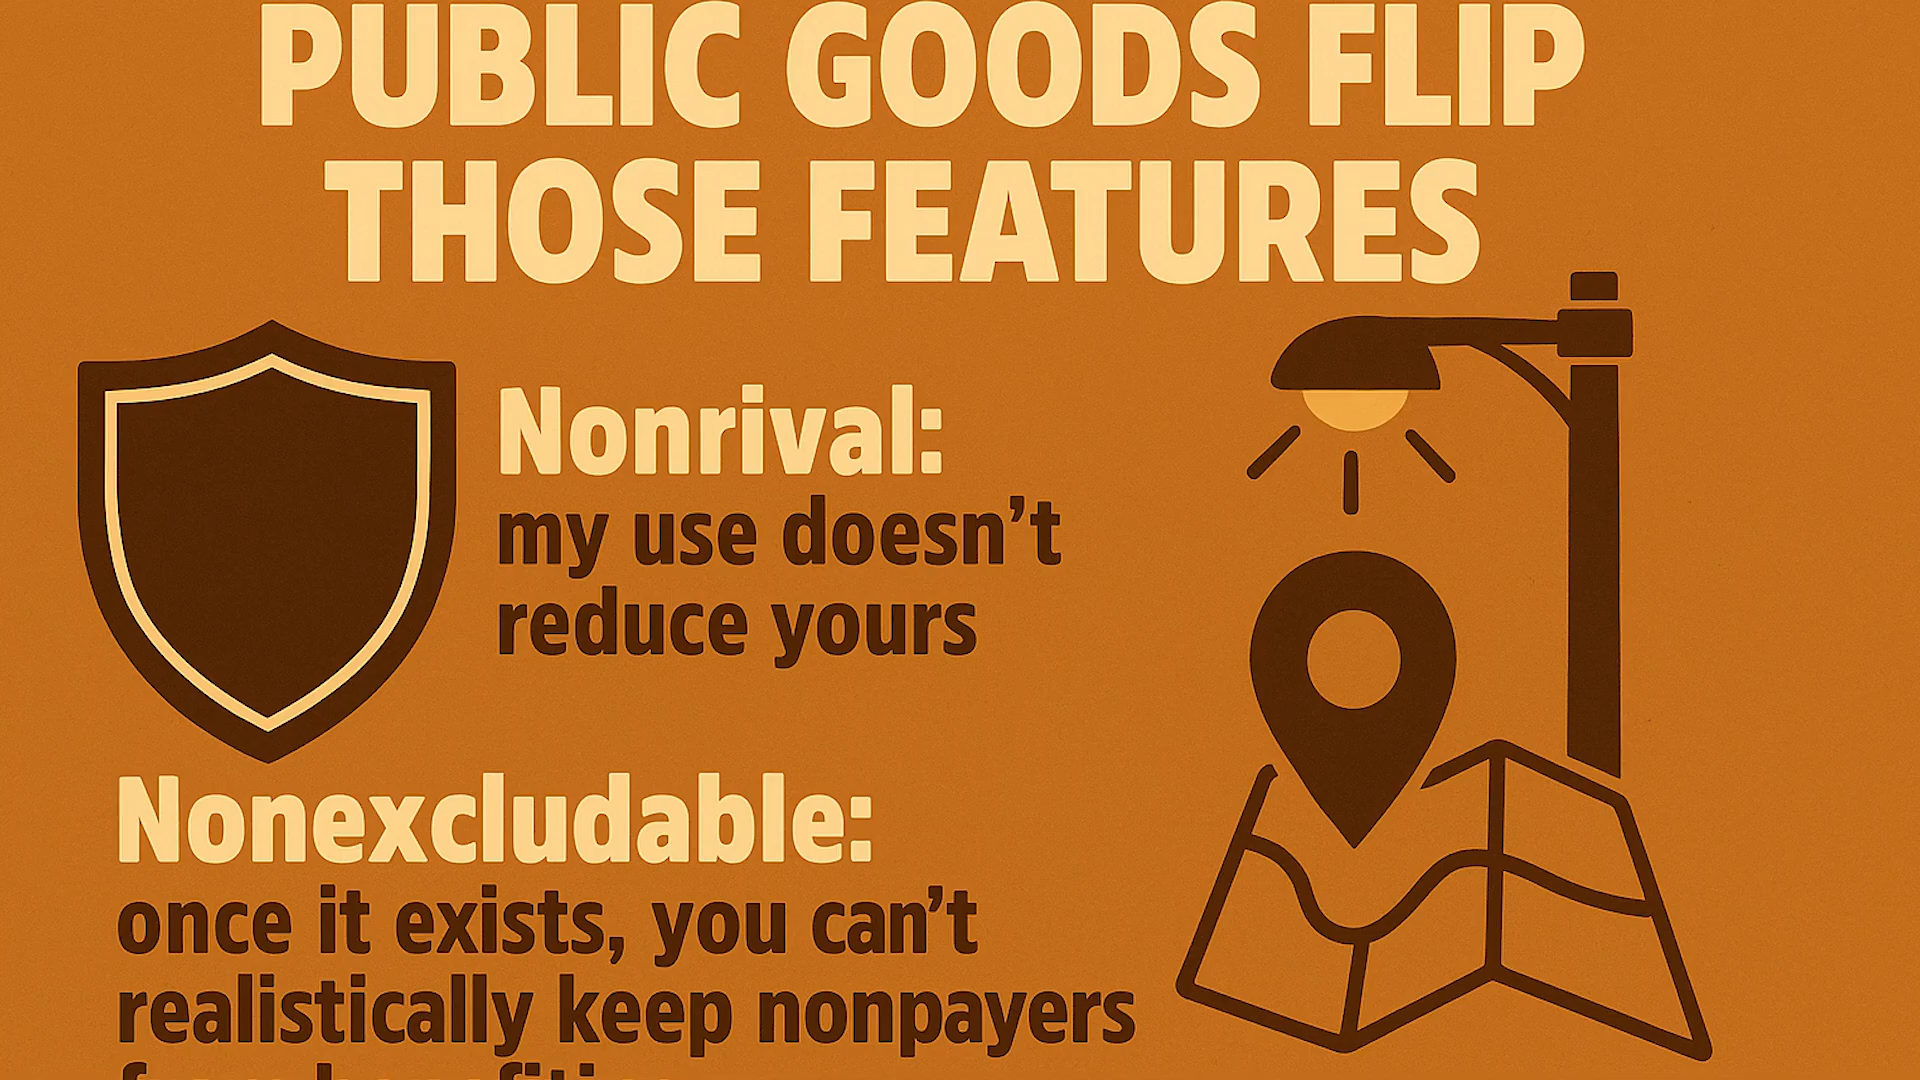 PUBLIC GOODS FLIP
THOSE FEATURES
Nonrival:
my use doesn’t
reduce yours
Nonexcludable:
once it exists, you can’t
realistically keep nonpayers